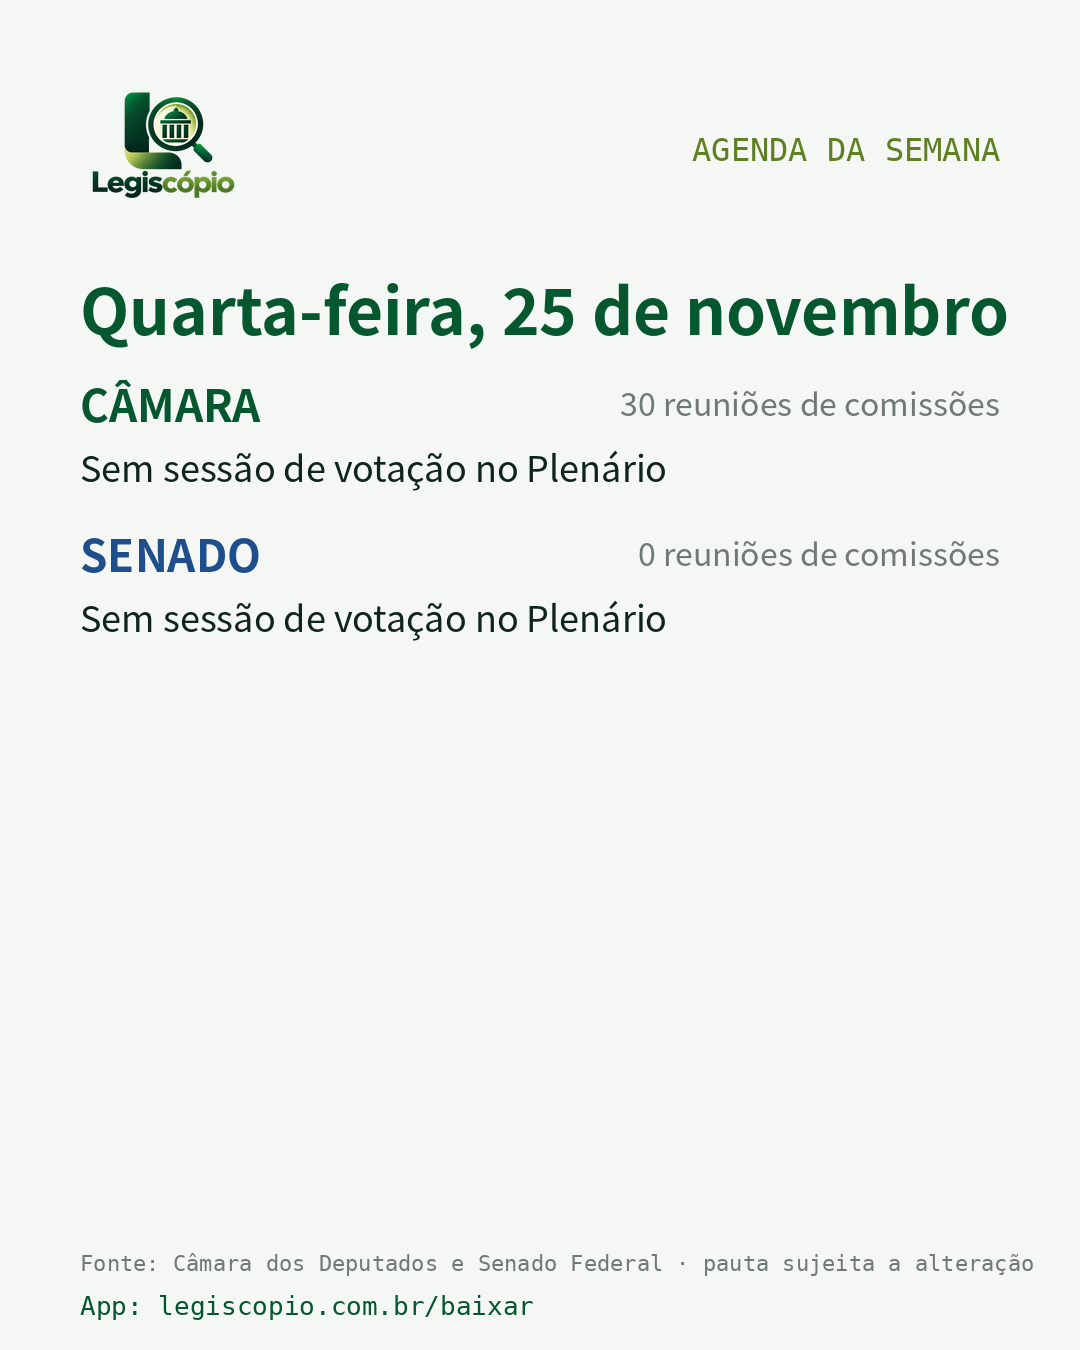 Legiscópio
AGENDA DA SEMANA
Quarta-feira, 25 de novembro
CÂMARA
30 reuniões de comissões
Sem sessão de votação no Plenário
SENADO
0 reuniões de comissões
Sem sessão de votação no Plenário
Fonte: Câmara dos Deputados e Senado Federal · pauta sujeita a alteração
App: legiscopio.com.br/baixar